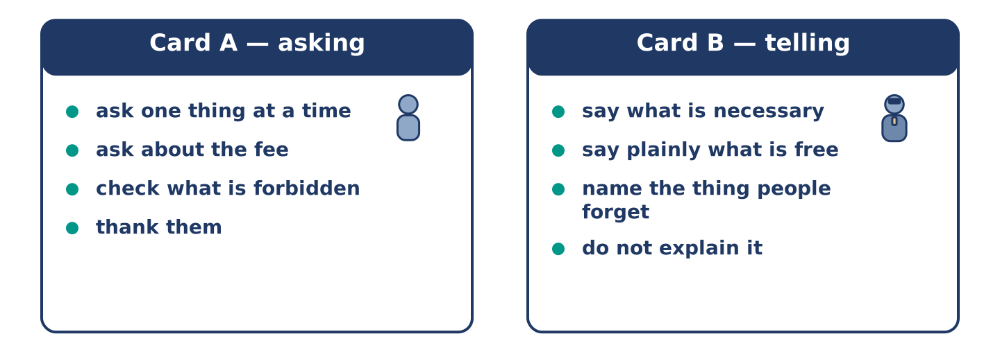 Card A — asking
ask one thing at a time
ask about the fee
check what is forbidden
thank them
Card B — telling
say what is necessary
say plainly what is free
name the thing people
forget
do not explain it